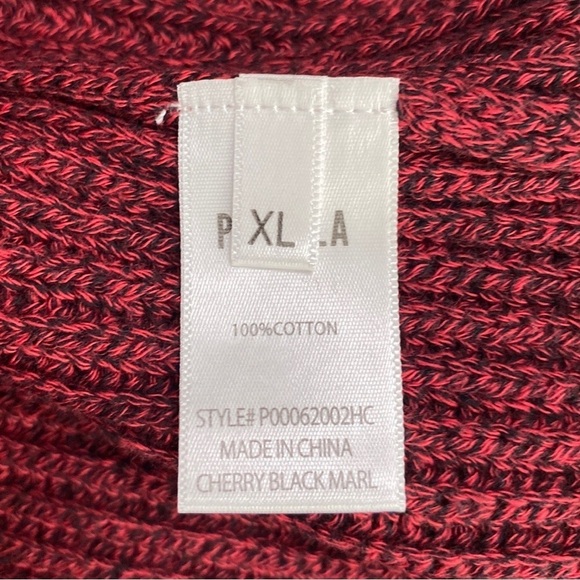 XL
100%COTTON
STYLE# P00062002HC
MADE IN CHINA
CHERRY BLACK MARL